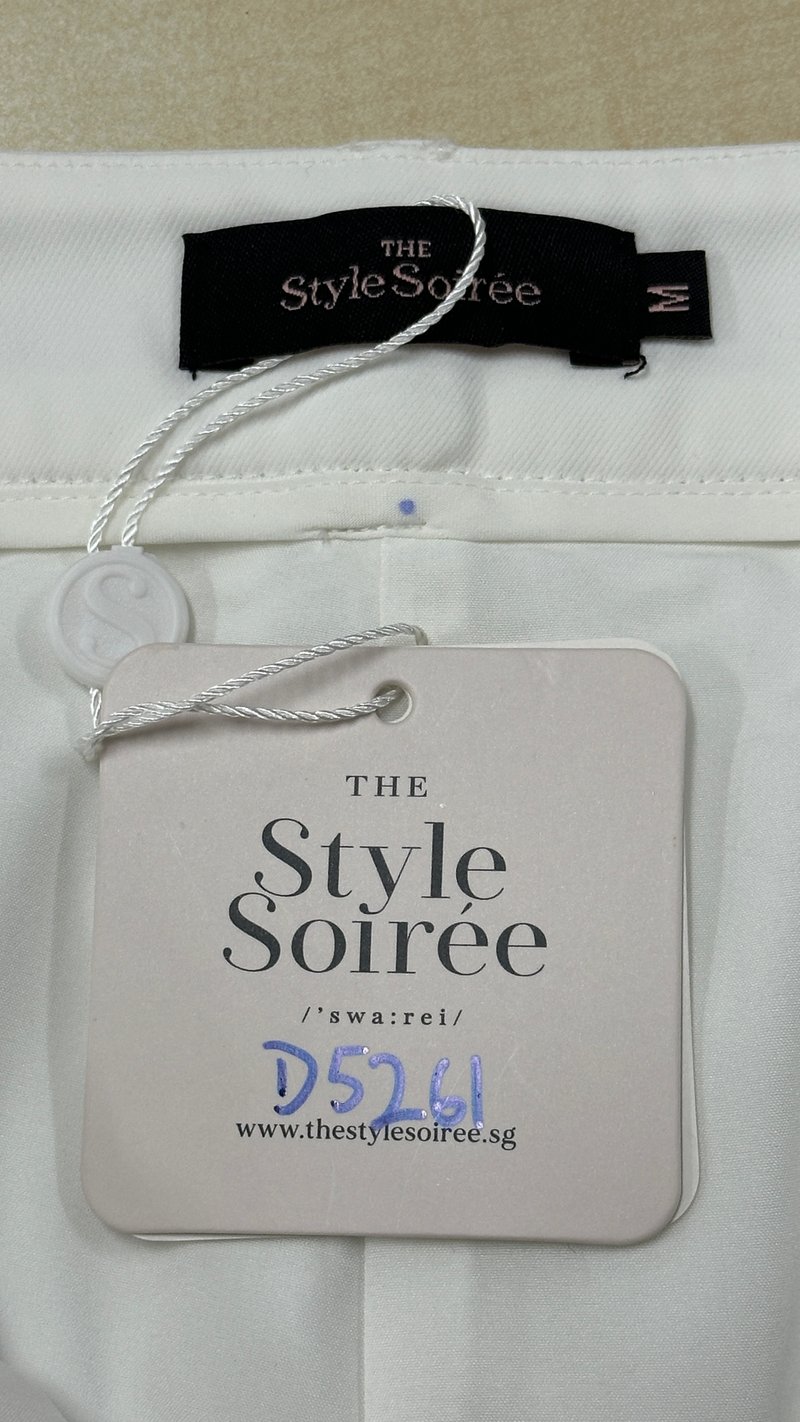 THE
Style Soirée
M
S
THE
Style
Soirée
/'swa:rei/
D5261
www.thestylesoiree.sg